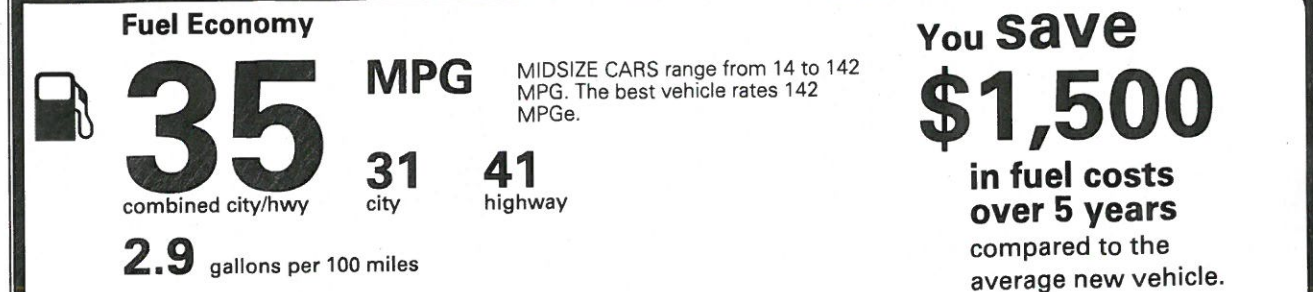 Fuel Economy
35
MPG
MIDSIZE CARS range from 14 to 142
MPG. The best vehicle rates 142
MPGe.
combined city/hwy
31
city
41
highway
2.9 gallons per 100 miles
You save
$1,500
in fuel costs
over 5 years
compared to the
average new vehicle.